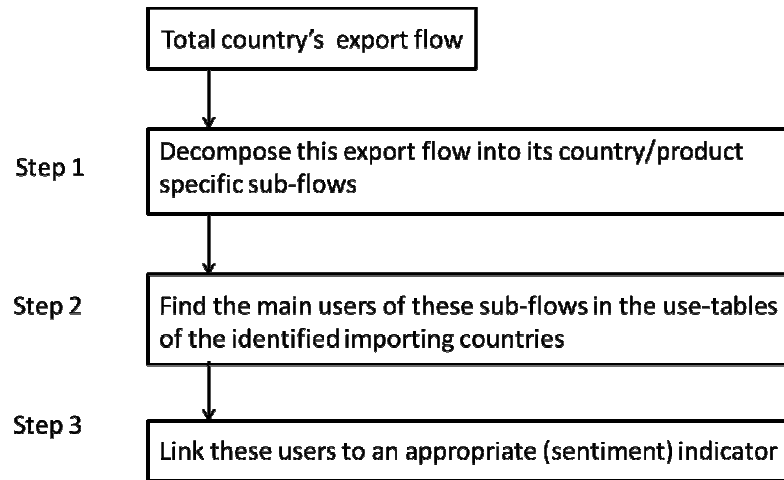 Total country's export flow
Step 1
Decompose this export flow into its country/product
specific sub-flows
Step 2
Find the main users of these sub-flows in the use-tables
of the identified importing countries
Step 3
Link these users to an appropriate (sentiment) indicator